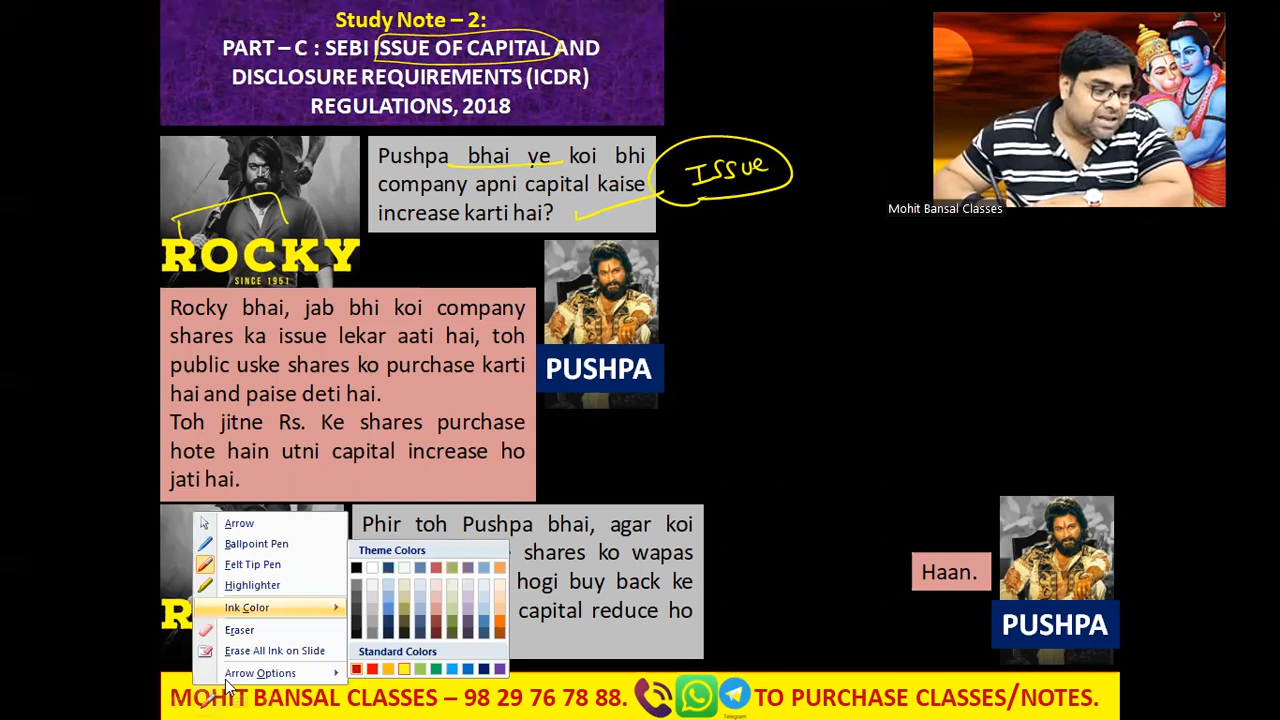 Study Note – 2:
PART – C : SEBI ISSUE OF CAPITAL AND
DISCLOSURE REQUIREMENTS (ICDR)
REGULATIONS, 2018
Mohit Bansal Classes
Pushpa bhai ye koi bhi
company apni capital kaise
increase karti hai?
Issue
ROCKY
SINCE 1951
Rocky bhai, jab bhi koi company
shares ka issue lekar aati hai, toh
public uske shares ko purchase karti
hai and paise deti hai.
Toh jitne Rs. Ke shares purchase
hote hain utni capital increase ho
jati hai.
PUSHPA
Phir toh Pushpa bhai, agar koi
shares ko wapas
hogi buy back ke
capital reduce ho
R
Arrow
Ballpoint Pen
Felt Tip Pen
Highlighter
Ink Color
Eraser
Erase All Ink on Slide
Arrow Options
Theme Colors
Standard Colors
Haan.
PUSHPA
MOHIT BANSAL CLASSES – 98 29 76 78 88.
Telegram
TO PURCHASE CLASSES/NOTES.